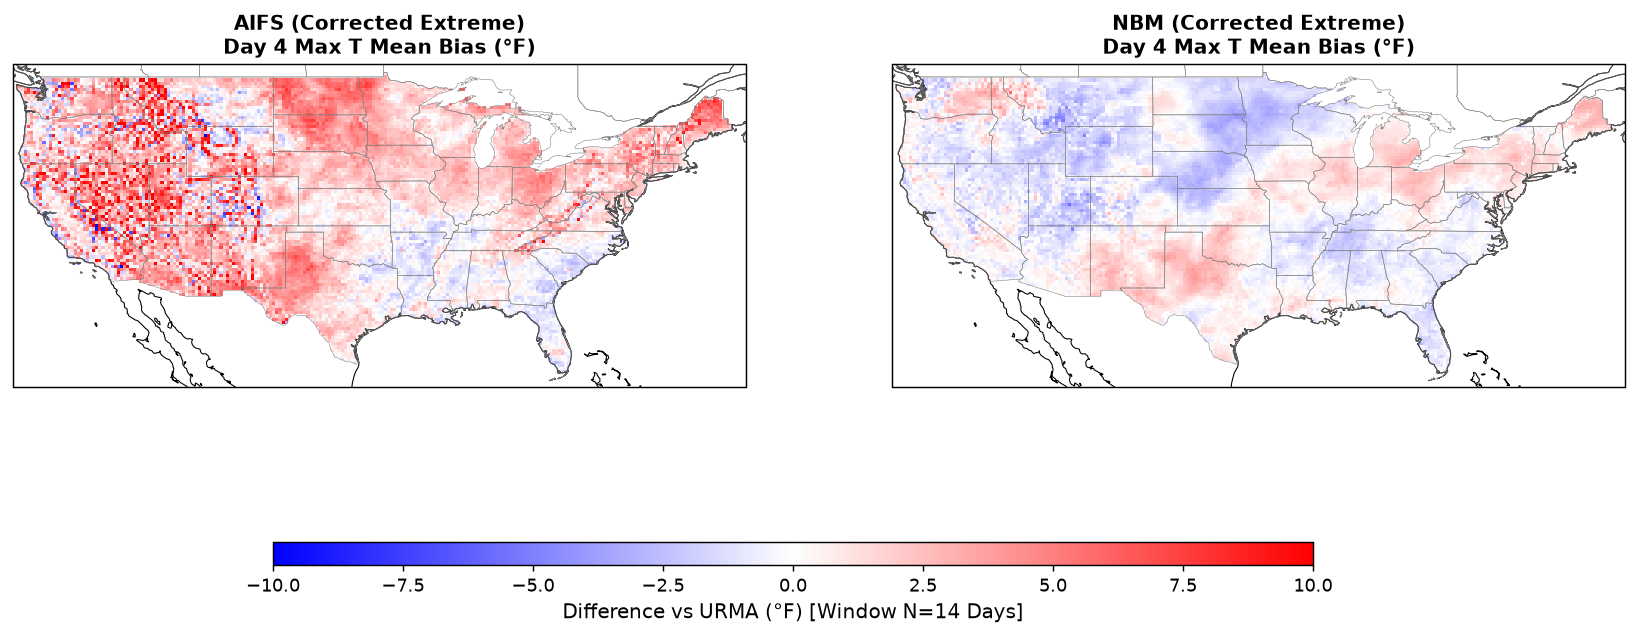 AIFS (Corrected Extreme)
Day 4 Max T Mean Bias (°F)
NBM (Corrected Extreme)
Day 4 Max T Mean Bias (°F)
−10.0 −7.5 −5.0 −2.5 0.0 2.5 5.0 7.5 10.0
Difference vs URMA (°F) [Window N=14 Days]